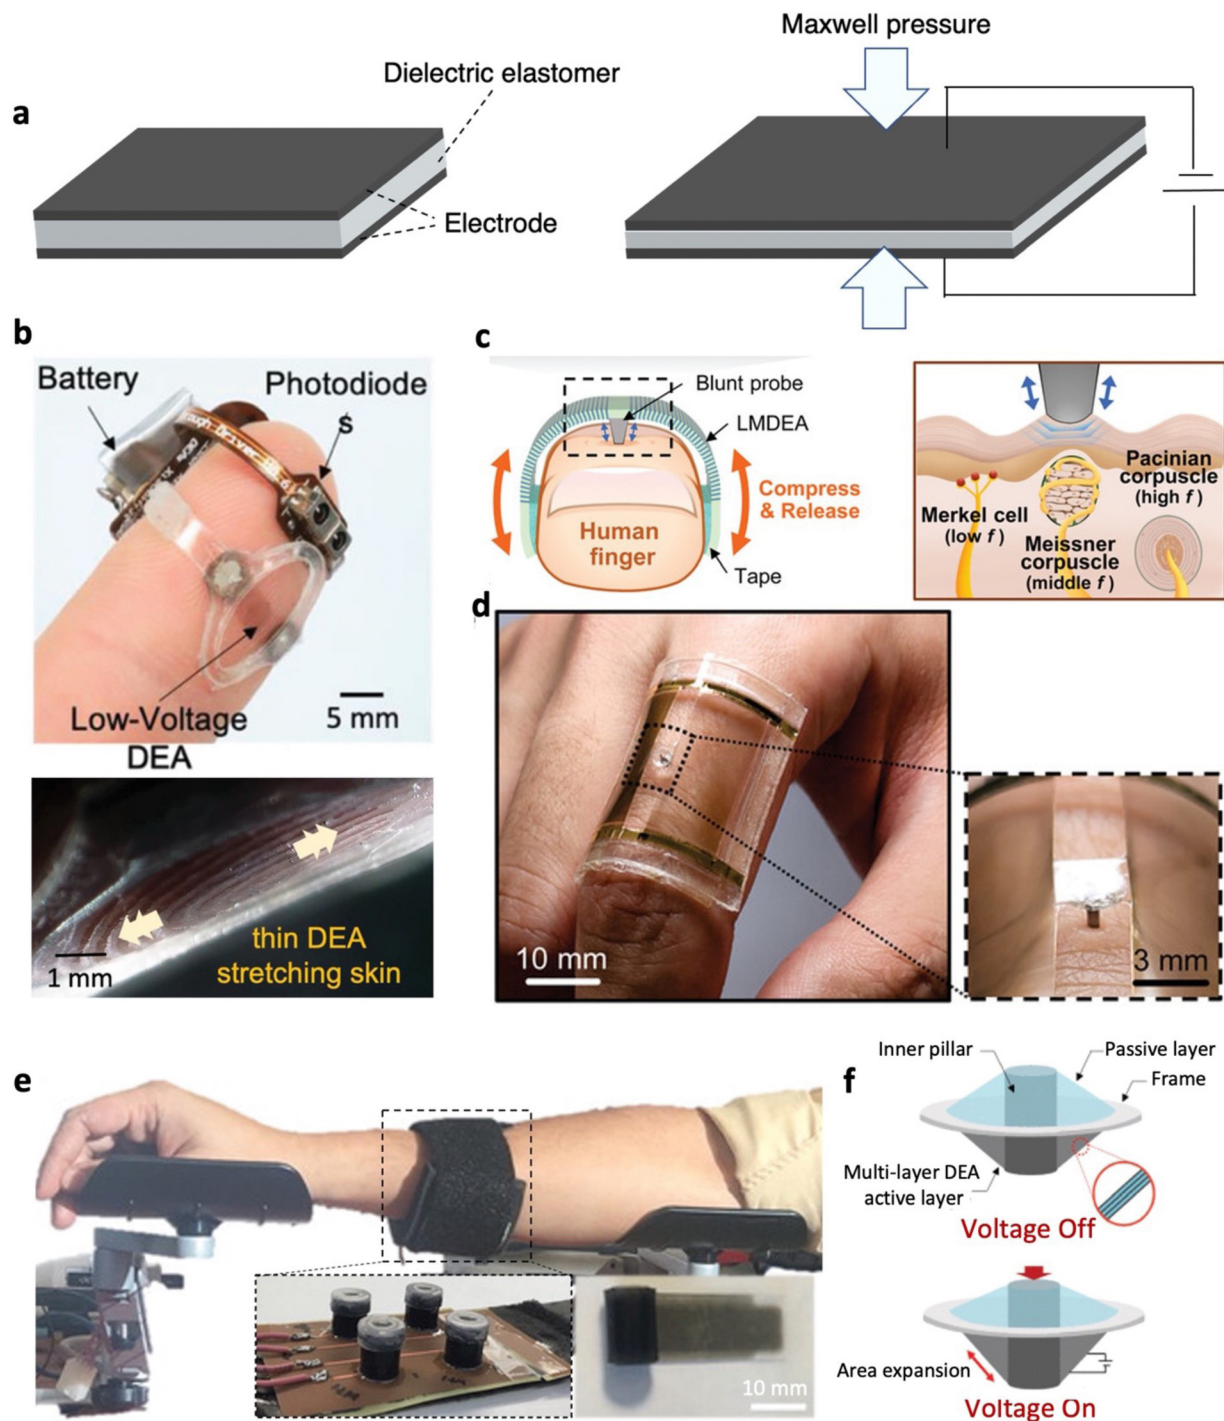 Maxwell pressure
Dielectric elastomer
a
Electrode
b
Battery
Photodiode
s
Low-Voltage
DEA
5 mm
1 mm
thin DEA
stretching skin
c
Blunt probe
LMDEA
Compress
& Release
Human
finger
Tape
Pacinian
corpuscle
(high f)
Merkel cell
(low f)
Meissner
corpuscle
(middle f)
d
10 mm
3 mm
e
10 mm
f
Inner pillar
Passive layer
Frame
Multi-layer DEA
active layer
Voltage Off
Area expansion
Voltage On